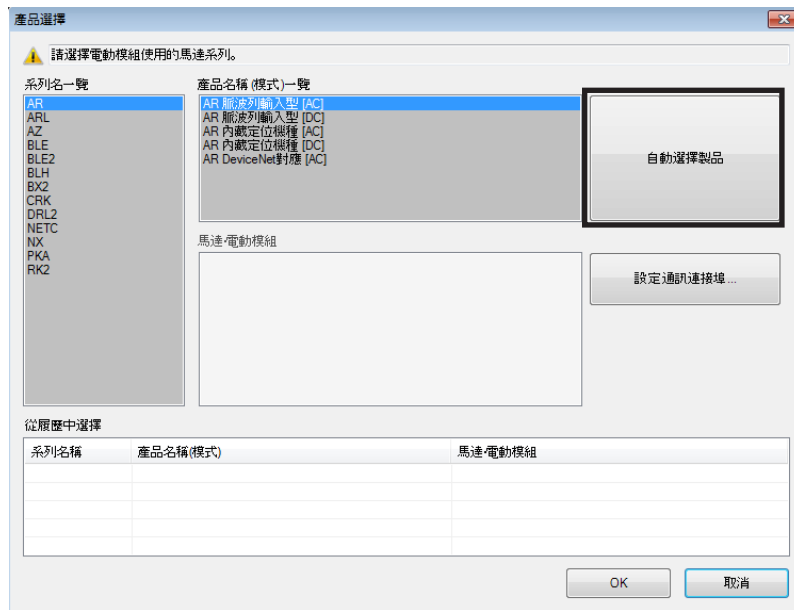 產品選擇
請選擇電動模組使用的馬達系列。
系列名一覽
AR
ARL
AZ
BLE
BLE2
BLH
BX2
CRK
DRL2
NETC
NX
PKA
RK2
產品名稱 (模式)一覽
AR 脈波列輸入型 [AC]
AR 脈波列輸入型 [DC]
AR 內藏定位機種 [AC]
AR 內藏定位機種 [DC]
AR DeviceNet對應 [AC]
自動選擇製品
馬達·電動模組
設定通訊連接埠...
從履歷中選擇
系列名稱 產品名稱(模式) 馬達·電動模組
OK 取消